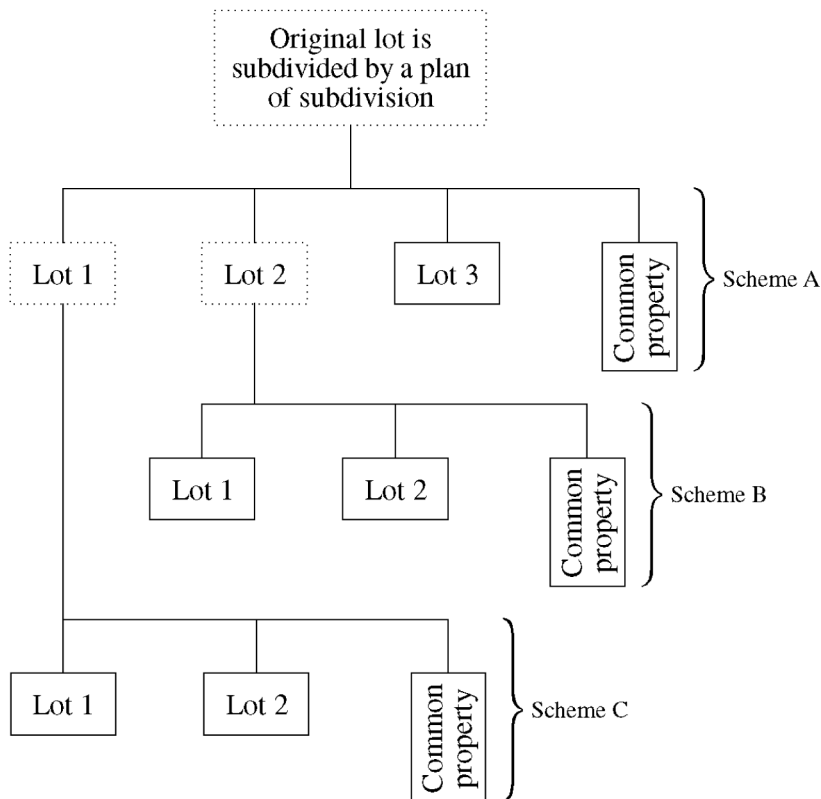 Original lot is
subdivided by a plan
of subdivision
Lot 1
Lot 2
Lot 3
Common
property
Scheme A
Lot 1
Lot 2
Common
property
Scheme B
Lot 1
Lot 2
Common
property
Scheme C